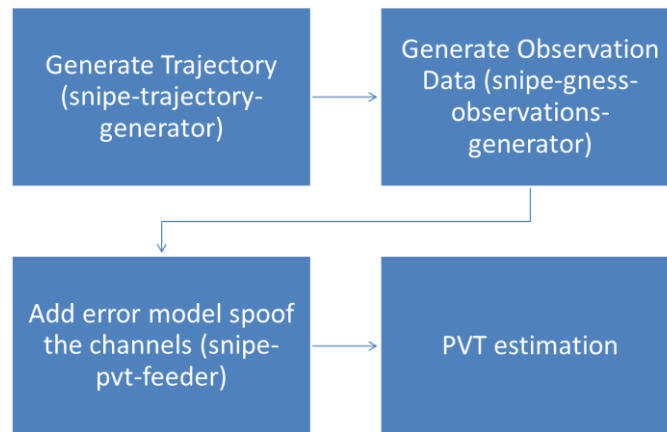 Generate Trajectory
(snipe-trajectory-
generator)
Generate Observation
Data (snipe-gness-
observations-
generator)
Add error model spoof
the channels (snipe-
pvt-feeder)
PVT estimation